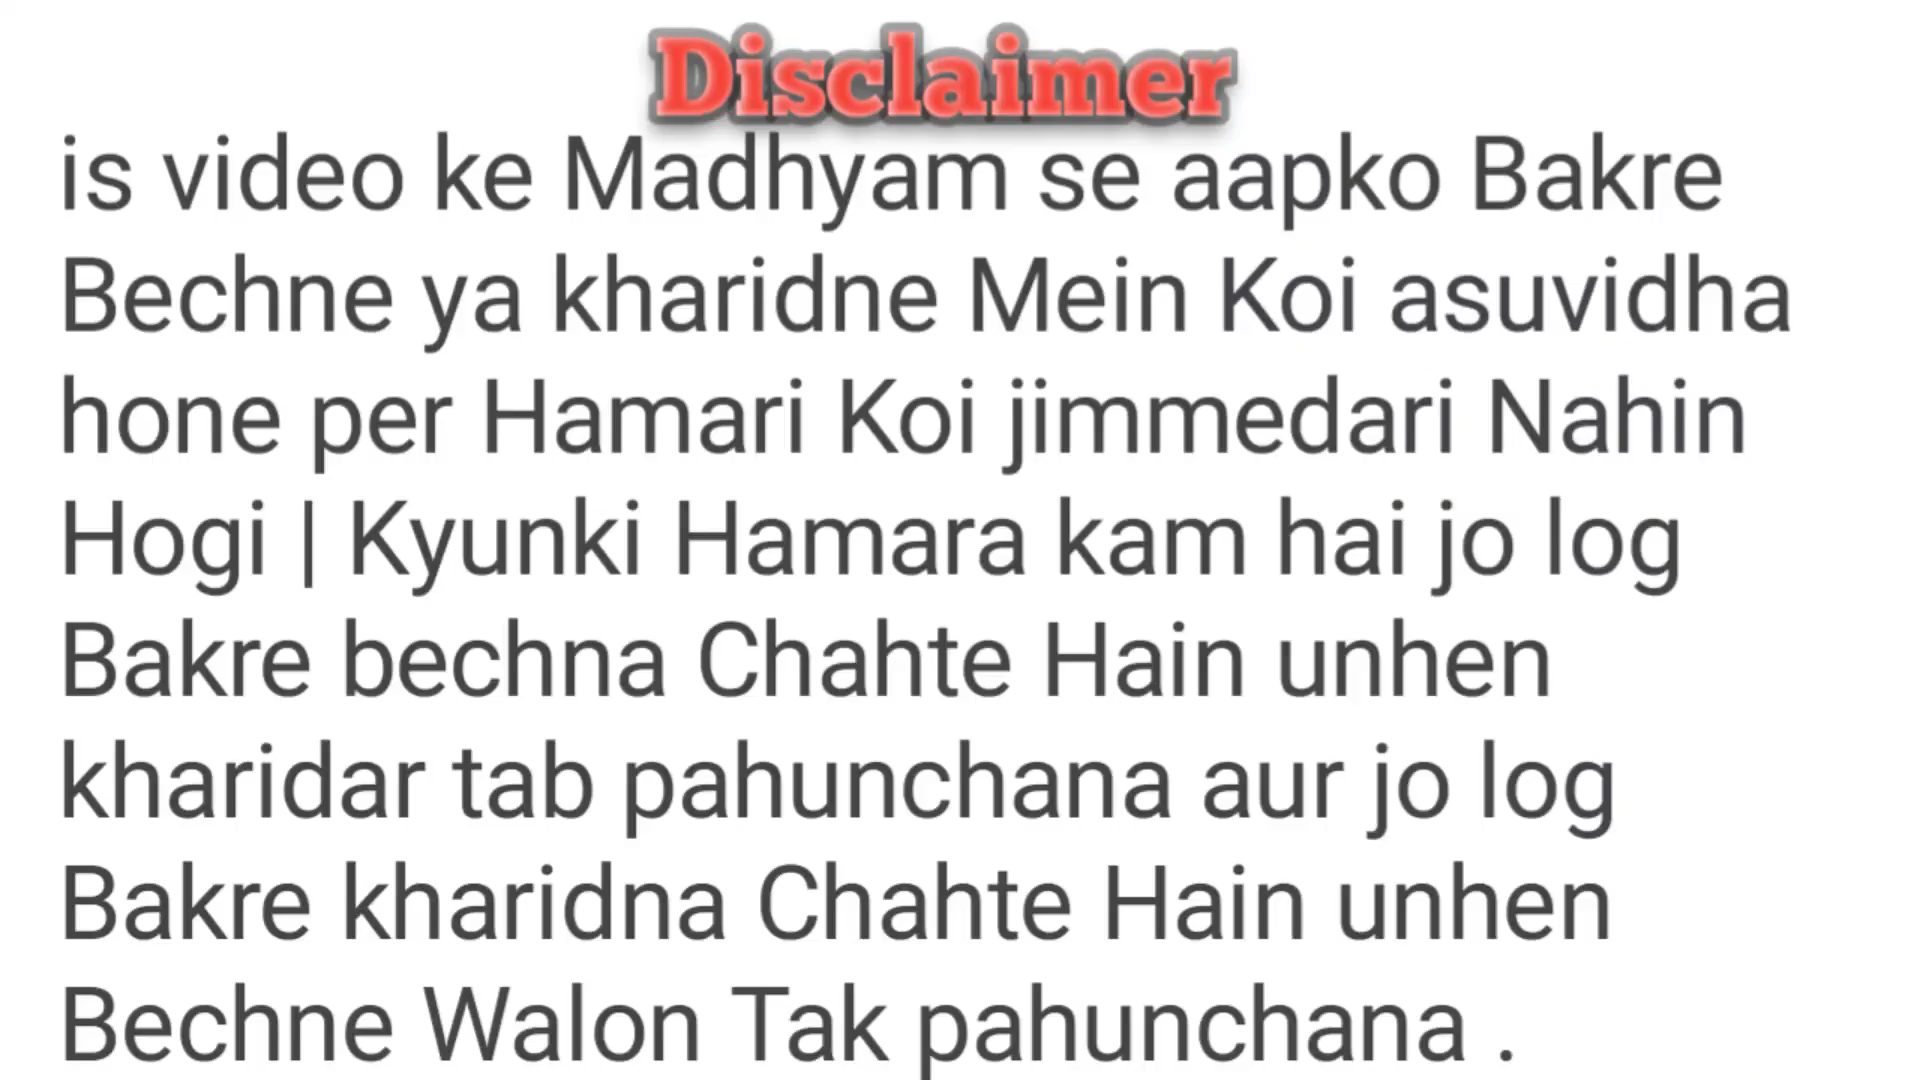 Disclaimer
is video ke Madhyam se aapko Bakre
Bechne ya kharidne Mein Koi asuvidha
hone per Hamari Koi jimmedari Nahin
Hogi | Kyunki Hamara kam hai jo log
Bakre bechna Chahte Hain unhen
kharidar tab pahunchana aur jo log
Bakre kharidna Chahte Hain unhen
Bechne Walon Tak pahunchana .